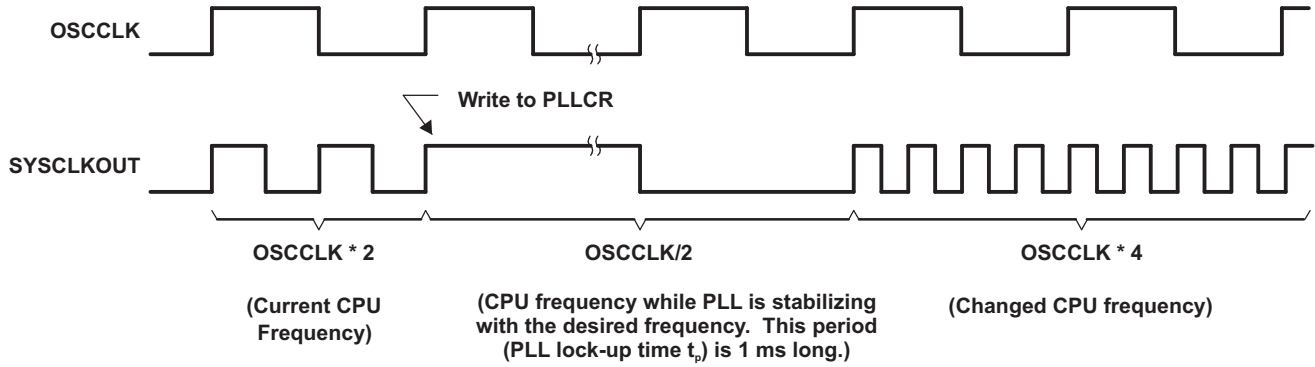 OSCCLK
Write to PLLCR
SYSCLKOUT
OSCCLK * 2
(Current CPU
Frequency)
OSCCLK/2
(CPU frequency while PLL is stabilizing
with the desired frequency. This period
(PLL lock-up time tp) is 1 ms long.)
OSCCLK * 4
(Changed CPU frequency)